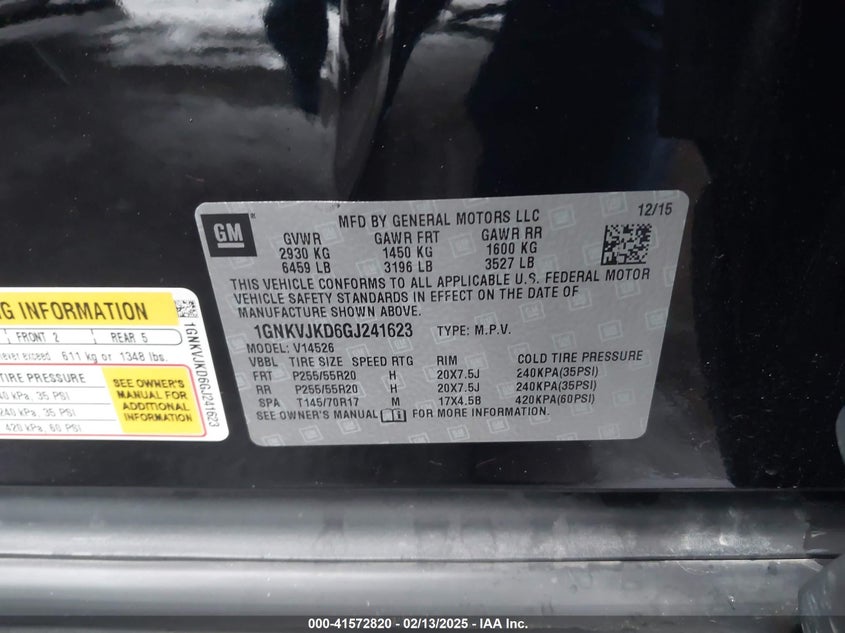 GM
MFD BY GENERAL MOTORS LLC
12/15
GVWR GAWR FRT GAWR RR
2930 KG 1450 KG 1600 KG
6459 LB 3196 LB 3527 LB
THIS VEHICLE CONFORMS TO ALL APPLICABLE U.S. FEDERAL MOTOR
VEHICLE SAFETY STANDARDS IN EFFECT ON THE DATE OF
MANUFACTURE SHOWN ABOVE.
1GNKVJKD6GJ241623 TYPE: M.P.V.
MODEL: V14526
VBBL TIRE SIZE SPEED RTG RIM COLD TIRE PRESSURE
FRT P255/55R20 H 20X7.5J 240KPA(35PSI)
RR P255/55R20 H 20X7.5J 240KPA(35PSI)
SPA T145/70R17 M 17X4.5B 420KPA(60PSI)
SEE OWNER'S MANUAL i FOR MORE INFORMATION.
INFORMATION
FRONT 2 REAR 5
never exceed 611 kg or 1348 lbs.
TIRE PRESSURE
35 PSI
240 kPa, 35 PSI
420 kPa, 60 PSI
SEE OWNER'S
MANUAL FOR
ADDITIONAL
INFORMATION
1GNKVJKD6GJ241623
000-41572820 - 02/13/2025 - IAA Inc.